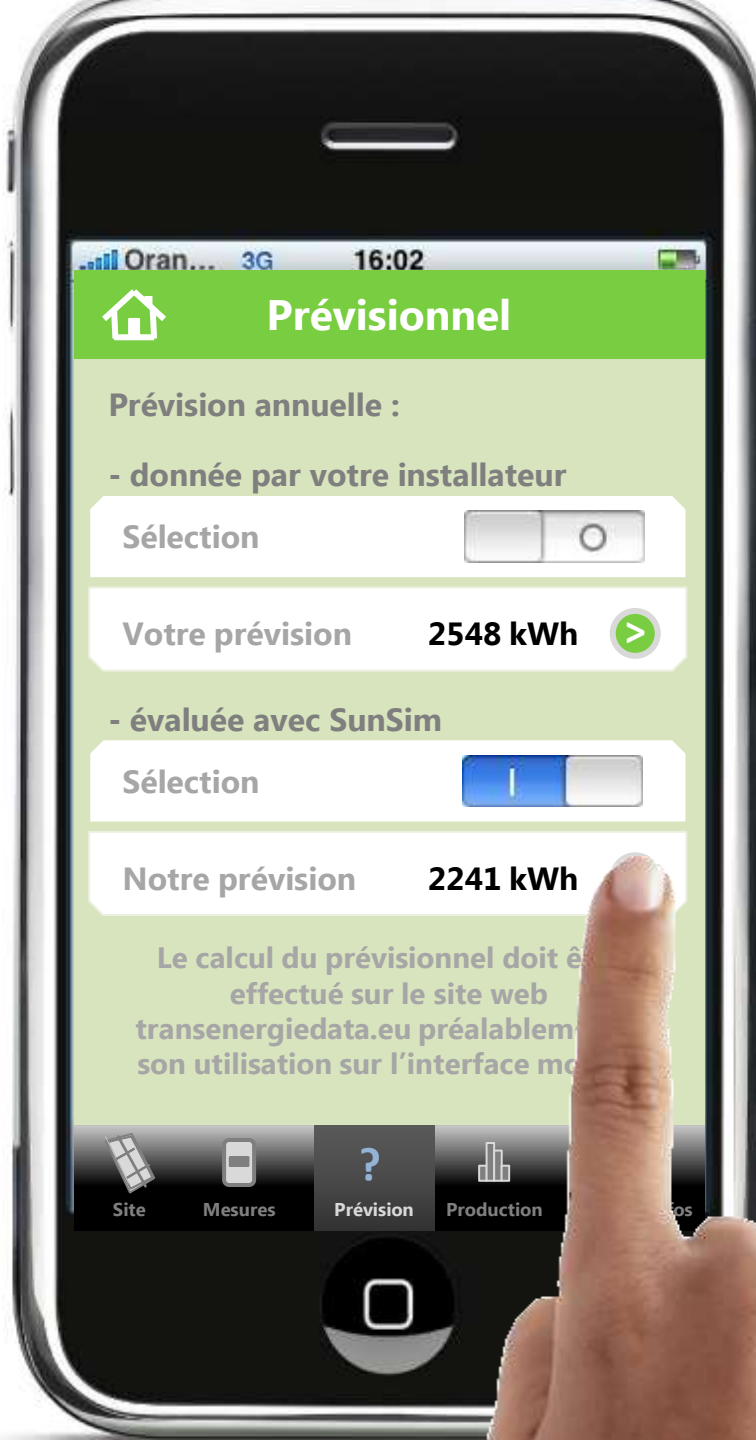 Oran... 3G 16:02
Prévisionnel
Prévision annuelle :
- donnée par votre installateur
Sélection
Votre prévision 2548 kWh >
- évaluée avec SunSim
Sélection
Notre prévision 2241 kWh
Le calcul du prévisionnel doit
effectué sur le site web
transenergiedata.eu
son utilisation sur l’interface
?
Site Mesures Prévision Production